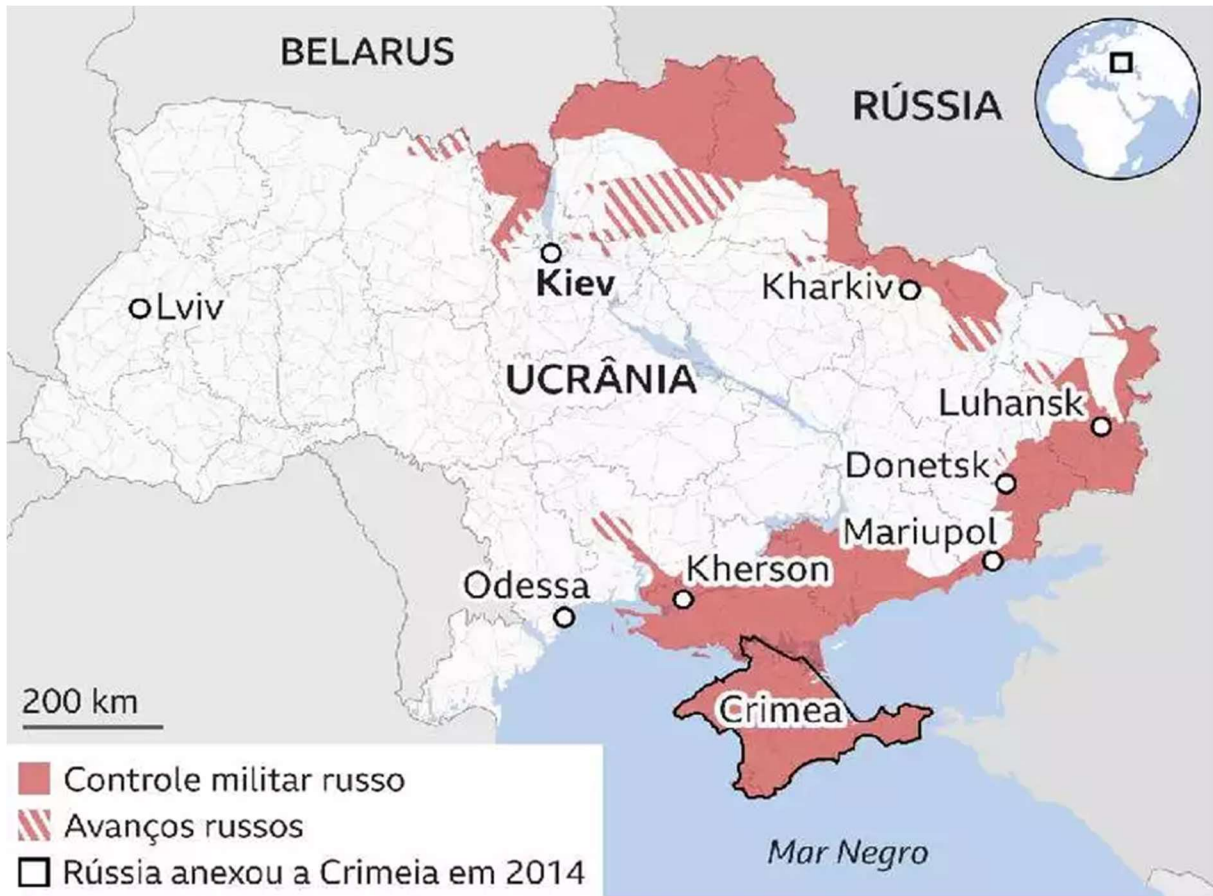 BELARUS
RÚSSIA
Kiev
Kharkiv
Lviv
UCRÂNIA
Luhansk
Donetsk
Mariupol
Kherson
Odessa
Crimea
200 km
Controle militar russo
Avanços russos
Rússia anexou a Crimeia em 2014
Mar Negro